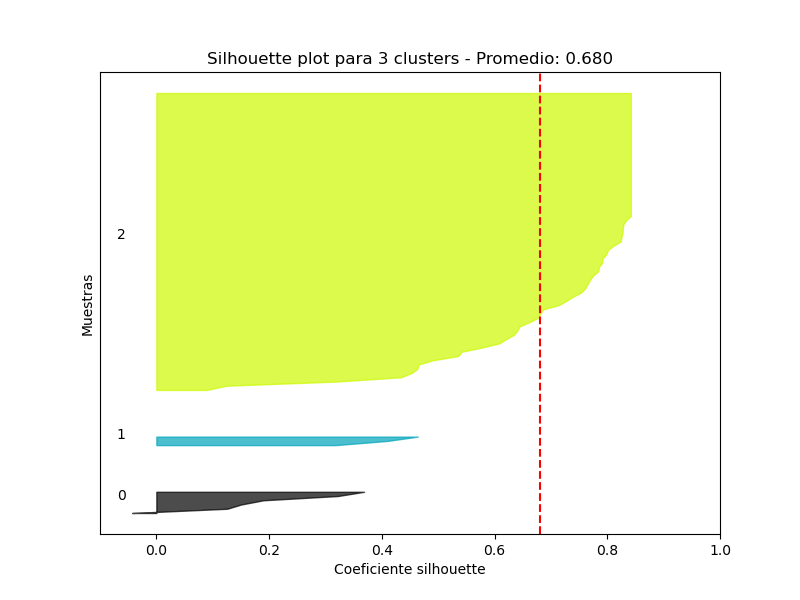 Silhouette plot para 3 clusters - Promedio: 0.680
Muestras
2
1
0
0.0 0.2 0.4 0.6 0.8 1.0
Coeficiente silhouette